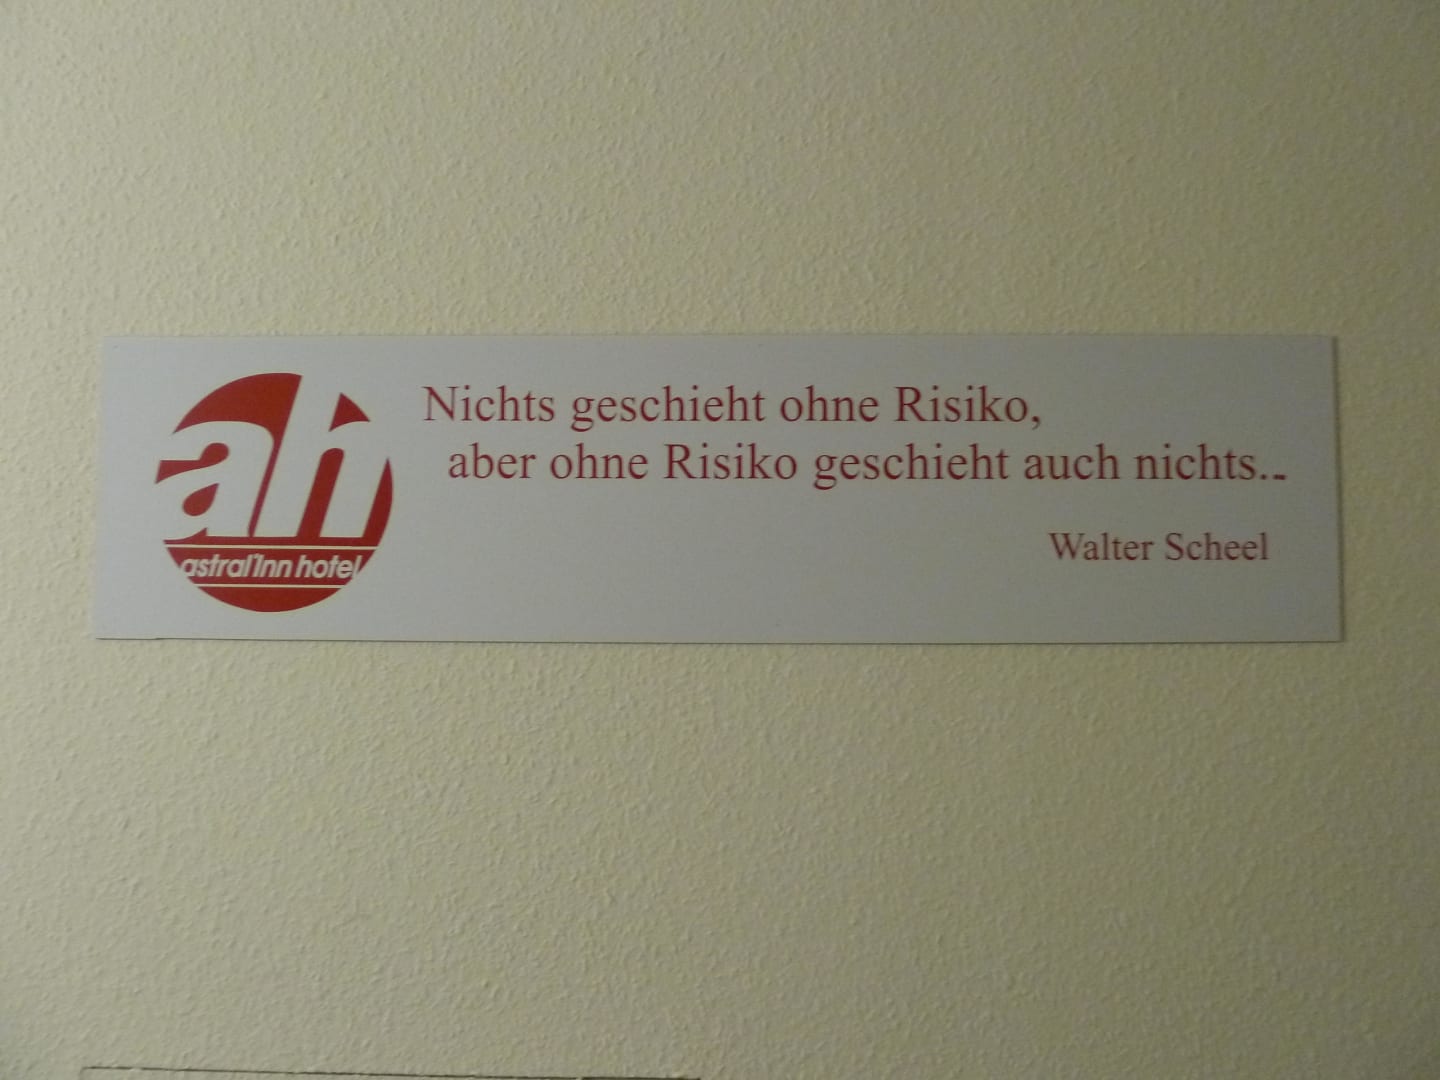 ah
astral'Inn hotel
Nichts geschieht ohne Risiko,
aber ohne Risiko geschieht auch nichts...
Walter Scheel